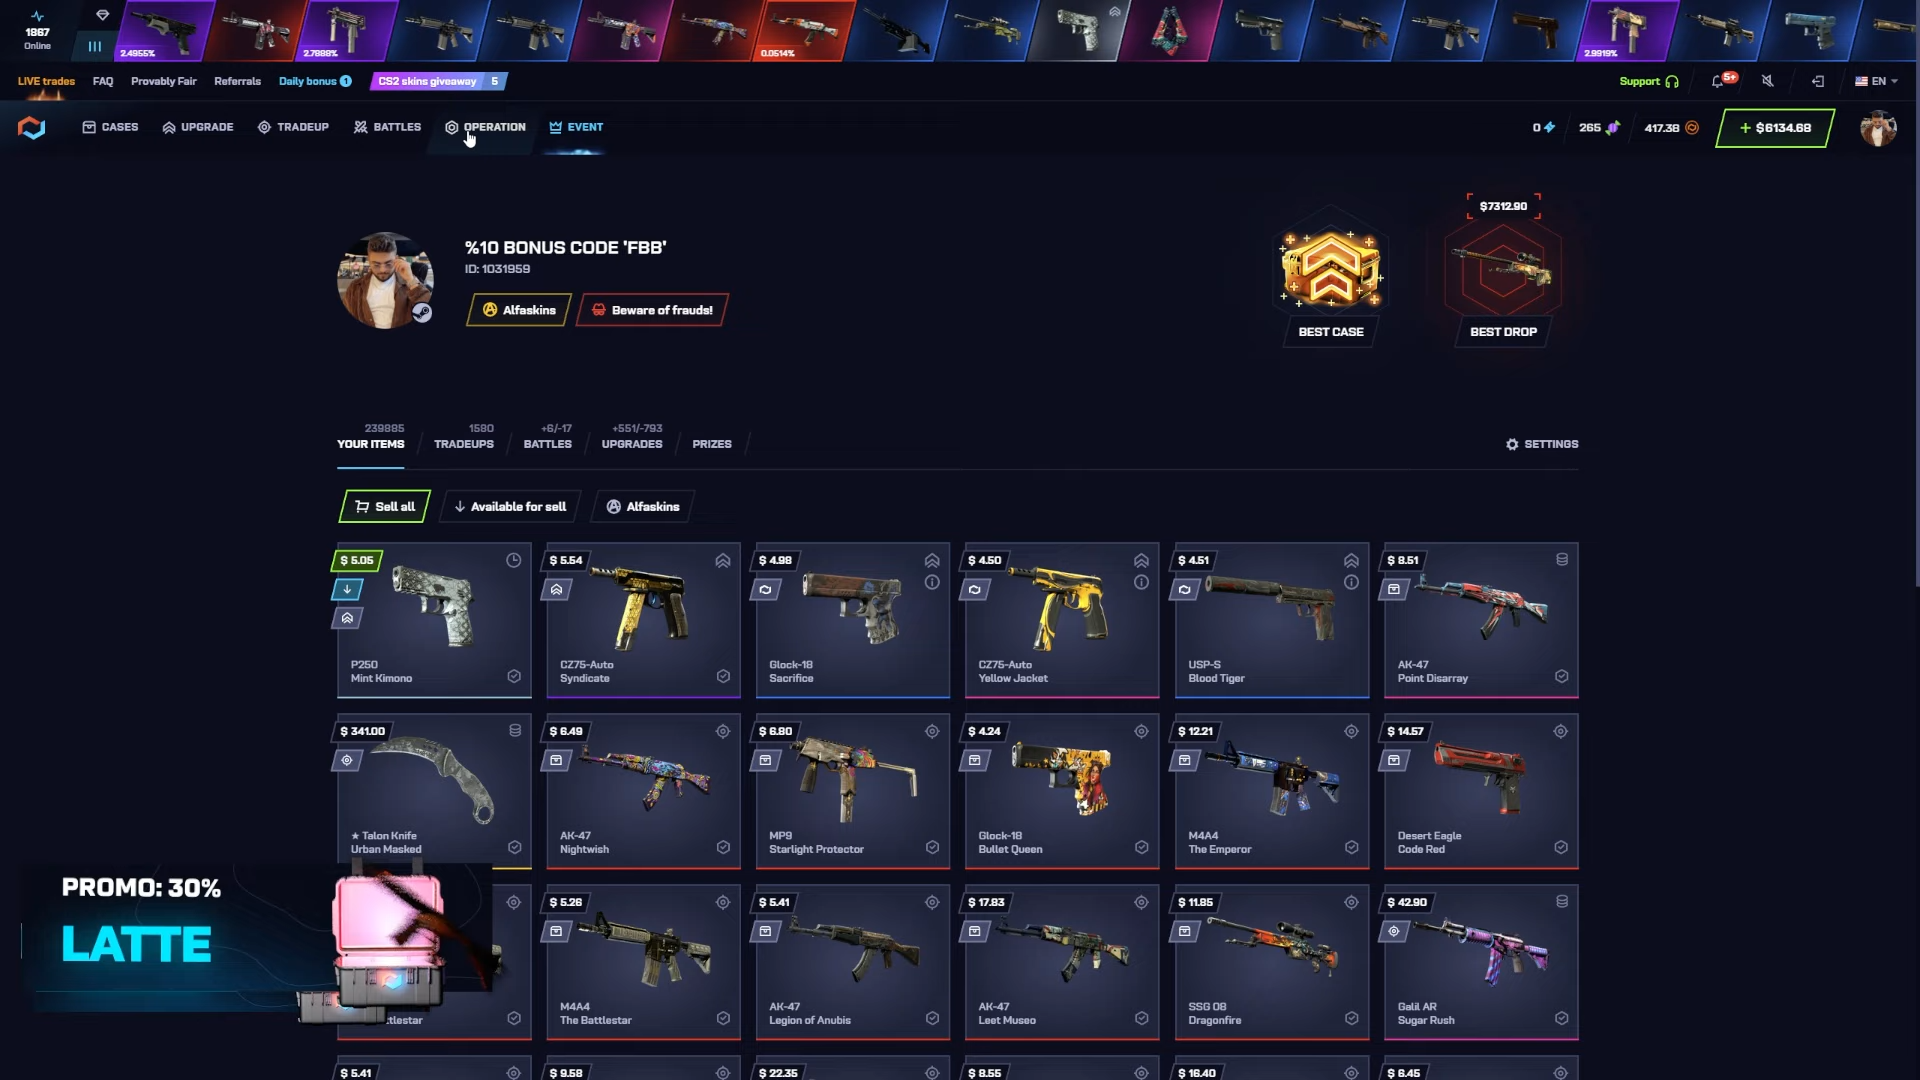 1867
Online
2.4955%
2.7888%
0.0514%
2.9919%
LIVE trades
FAQ
Provably Fair
Referrals
Daily bonus 1
CS2 skins giveaway 5
Support
5+
EN
CASES
UPGRADE
TRADEUP
BATTLES
OPERATION
EVENT
0
265
417.38
+ $6134.68
%10 BONUS CODE 'FBB'
ID: 1031959
Alfaskins
Beware of frauds!
BEST CASE
$7312.90
BEST DROP
239885
YOUR ITEMS
1580
TRADEUPS
+6/-17
BATTLES
+551/-793
UPGRADES
PRIZES
SETTINGS
Sell all
Available for sell
Alfaskins
$ 5.05
P250
Mint Kimono
$ 5.54
CZ75-Auto
Syndicate
$ 4.98
Glock-18
Sacrifice
$ 4.50
CZ75-Auto
Yellow Jacket
$ 4.51
USP-S
Blood Tiger
$ 8.51
AK-47
Point Disarray
$ 341.00
★ Talon Knife
Urban Masked
$ 6.49
AK-47
Nightwish
$ 6.80
MP9
Starlight Protector
$ 4.24
Glock-18
Bullet Queen
$ 12.21
M4A4
The Emperor
$ 14.57
Desert Eagle
Code Red
PROMO: 30%
LATTE
ttlestar
$ 5.26
M4A4
The Battlestar
$ 5.41
AK-47
Legion of Anubis
$ 17.83
AK-47
Leet Museo
$ 11.85
SSG 08
Dragonfire
$ 42.90
Galil AR
Sugar Rush
$ 5.41
$ 9.58
$ 22.35
$ 8.55
$ 16.40
$ 6.45